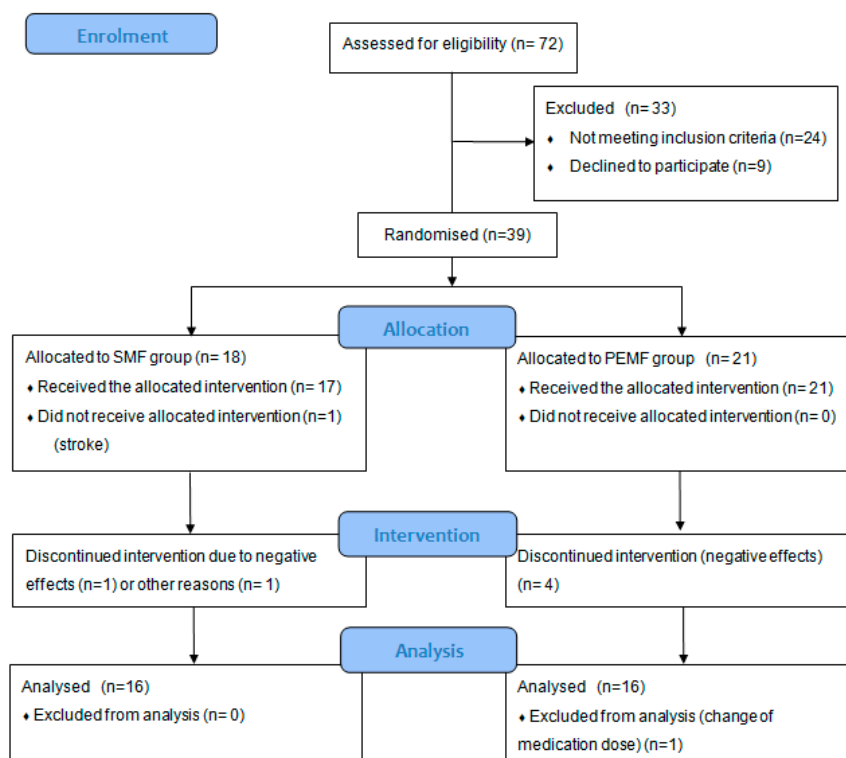 Enrolment
Assessed for eligibility (n= 72)
Excluded (n= 33)
♦ Not meeting inclusion criteria (n=24)
♦ Declined to participate (n=9)
Randomised (n=39)
Allocation
Allocated to SMF group (n= 18)
♦ Received the allocated intervention (n= 17)
♦ Did not receive allocated intervention (n=1)
(stroke)
Allocated to PEMF group (n= 21)
♦ Received the allocated intervention (n= 21)
♦ Did not receive allocated intervention (n= 0)
Intervention
Discontinued intervention due to negative
effects (n=1) or other reasons (n= 1)
Discontinued intervention (negative effects)
(n= 4)
Analysis
Analysed (n=16)
♦ Excluded from analysis (n= 0)
Analysed (n=16)
♦ Excluded from analysis (change of
medication dose) (n=1)